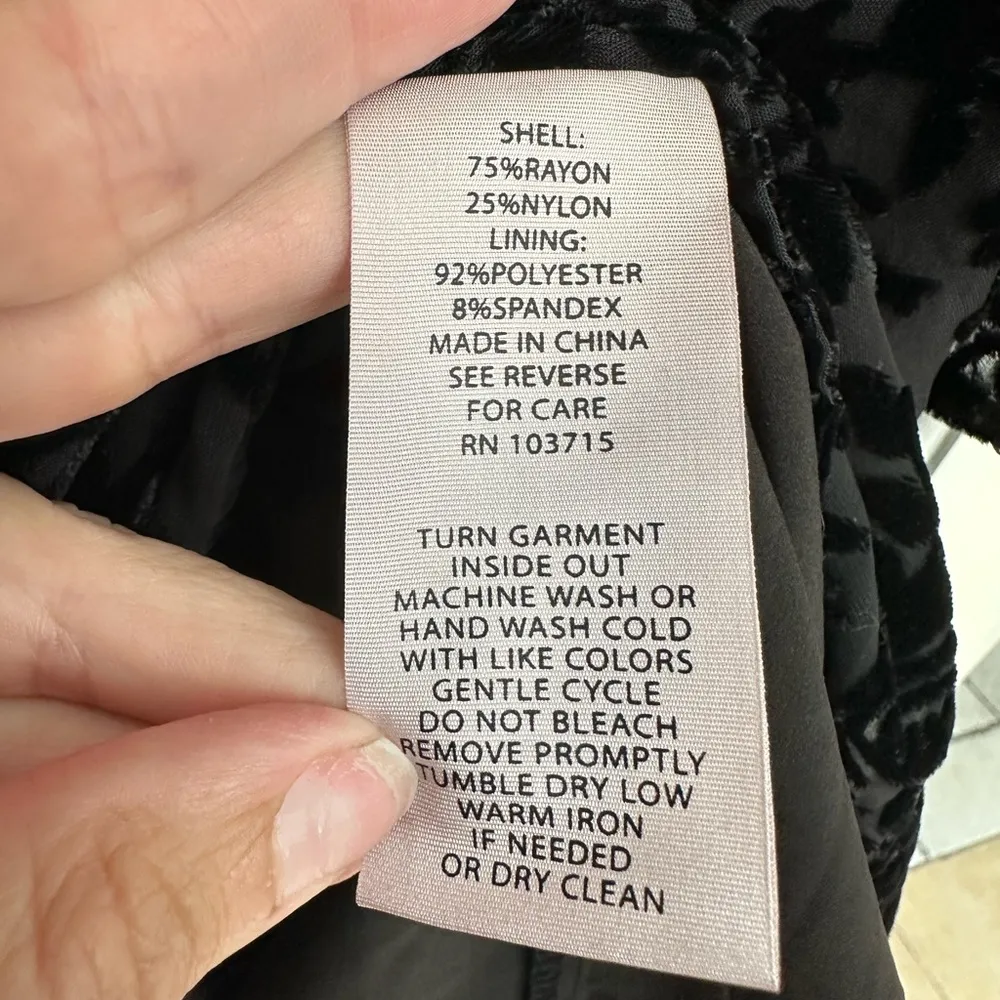 SHELL:
75%RAYON
25%NYLON
LINING:
92%POLYESTER
8%SPANDEX
MADE IN CHINA
SEE REVERSE
FOR CARE
RN 103715
TURN GARMENT
INSIDE OUT
MACHINE WASH OR
HAND WASH COLD
WITH LIKE COLORS
GENTLE CYCLE
DO NOT BLEACH
REMOVE PROMPTLY
TUMBLE DRY LOW
WARM IRON
IF NEEDED
OR DRY CLEAN